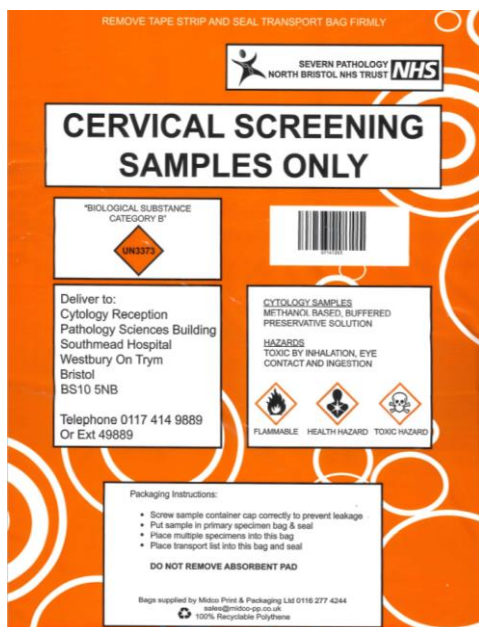 REMOVE TAPE STRIP AND SEAL TRANSPORT BAG FIRMLY
SEVERN PATHOLOGY
NORTH BRISTOL NHS TRUST NHS
CERVICAL SCREENING
SAMPLES ONLY
"BIOLOGICAL SUBSTANCE
CATEGORY B"
UN3373
Deliver to:
Cytology Reception
Pathology Sciences Building
Southmead Hospital
Westbury On Trym
Bristol
BS10 5NB
Telephone 0117 414 9889
Or Ext 49889
CYTOLOGY SAMPLES
METHANOL BASED, BUFFERED
PRESERVATIVE SOLUTION
HAZARDS
TOXIC BY INHALATION, EYE
CONTACT AND INGESTION
FLAMMABLE HEALTH HAZARD TOXIC HAZARD
Packaging Instructions:
• Screw sample container cap correctly to prevent leakage
• Put sample in primary specimen bag & seal
• Place multiple specimens into this bag
• Place transport list into this bag and seal
DO NOT REMOVE ABSORBENT PAD
Bags supplied by Midco Print & Packaging Ltd 0116 277 4244
sales@midco-pp.co.uk
100% Recyclable Polythene